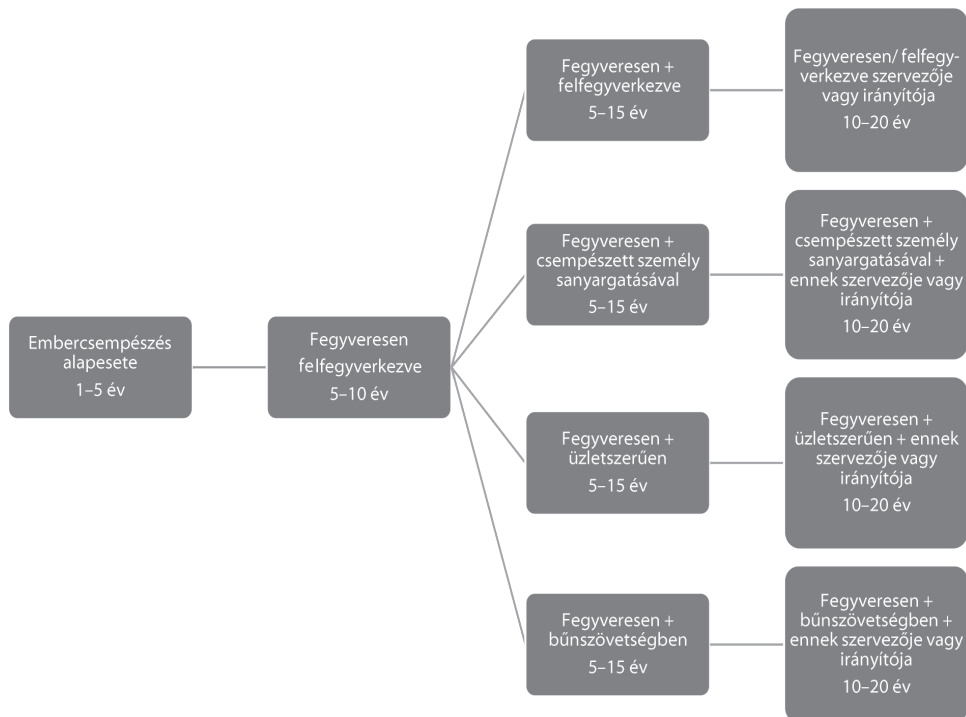 Embercsempészés
alapesete
1–5 év
Fegyveresen
felfegyverkezve
5–10 év
Fegyveresen +
felfegyverkezve
5–15 év
Fegyveresen/ felfegy-
verkezve szervezője
vagy irányítója
10–20 év
Fegyveresen +
csempészett személy
sanyargatásával
5–15 év
Fegyveresen +
csempészett személy
sanyargatásával +
ennek szervezője vagy
irányítója
10–20 év
Fegyveresen +
üzletszerűen
5–15 év
Fegyveresen +
üzletszerűen + ennek
szervezője vagy
irányítója
10–20 év
Fegyveresen +
bűnszövetségben
5–15 év
Fegyveresen +
bűnszövetségben +
ennek szervezője vagy
irányítója
10–20 év